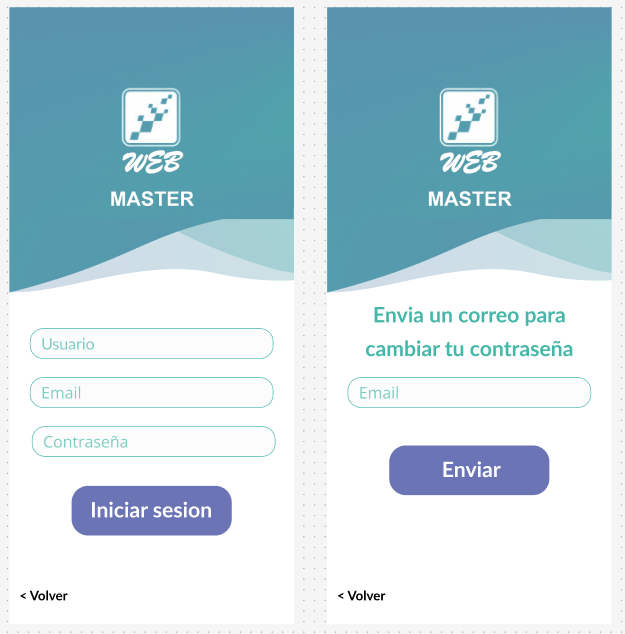 WEB
MASTER
Usuario
Email
Contraseña
Iniciar sesion
< Volver
WEB
MASTER
Envia un correo para
cambiar tu contraseña
Email
Enviar
< Volver